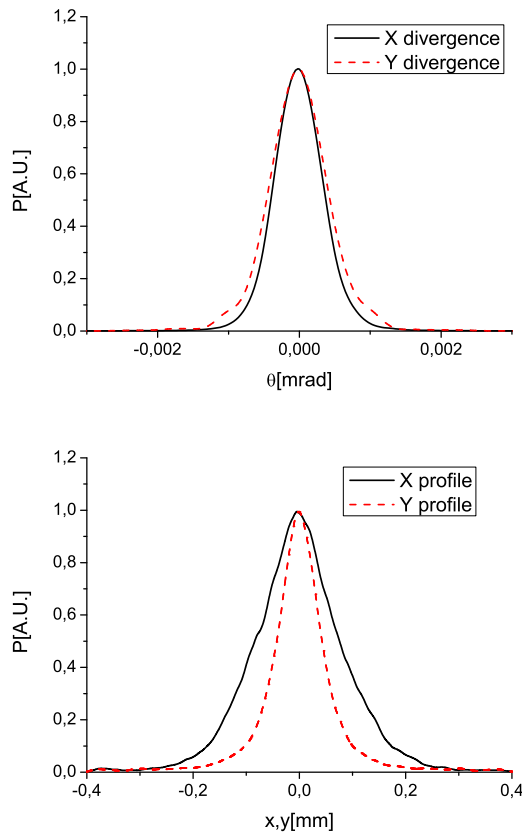 1,2
1,0
0,8
0,6
0,4
0,2
0,0
P[A.U.]
X divergence
Y divergence
-0,002 0,000 0,002
θ[mrad]
1,2
1,0
0,8
0,6
0,4
0,2
0,0
P[A.U.]
X profile
Y profile
-0,4 -0,2 0,0 0,2 0,4
x,y[mm]